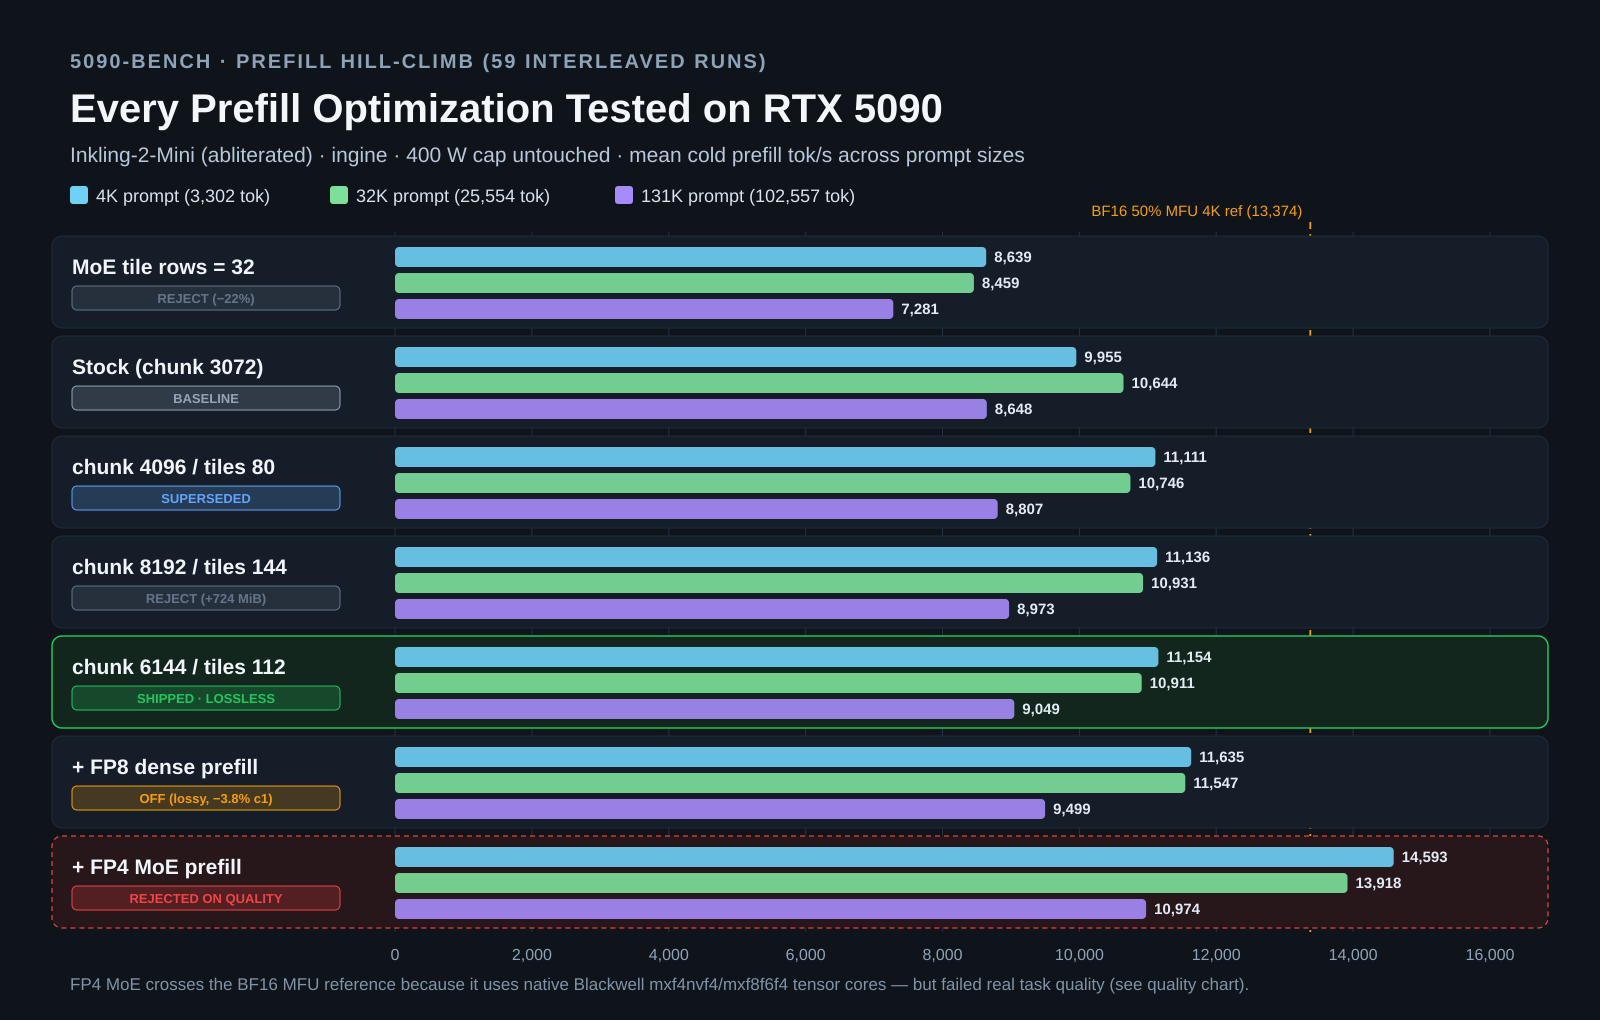 5090-BENCH · PREFILL HILL-CLIMB (59 INTERLEAVED RUNS)
Every Prefill Optimization Tested on RTX 5090
Inkling-2-Mini (abliterated) · ingine · 400 W cap untouched · mean cold prefill tok/s across prompt sizes
4K prompt (3,302 tok)
32K prompt (25,554 tok)
131K prompt (102,557 tok)
BF16 50% MFU 4K ref (13,374)
MoE tile rows = 32
REJECT (−22%)
8,639
8,459
7,281
Stock (chunk 3072)
BASELINE
9,955
10,644
8,648
chunk 4096 / tiles 80
SUPERSEDED
11,111
10,746
8,807
chunk 8192 / tiles 144
REJECT (+724 MiB)
11,136
10,931
8,973
chunk 6144 / tiles 112
SHIPPED · LOSSLESS
11,154
10,911
9,049
+ FP8 dense prefill
OFF (lossy, −3.8% c1)
11,635
11,547
9,499
+ FP4 MoE prefill
REJECTED ON QUALITY
14,593
13,918
10,974
0
2,000
4,000
6,000
8,000
10,000
12,000
14,000
16,000
FP4 MoE crosses the BF16 MFU reference because it uses native Blackwell mxf4nvf4/mxf8f6f4 tensor cores — but failed real task quality (see quality chart).